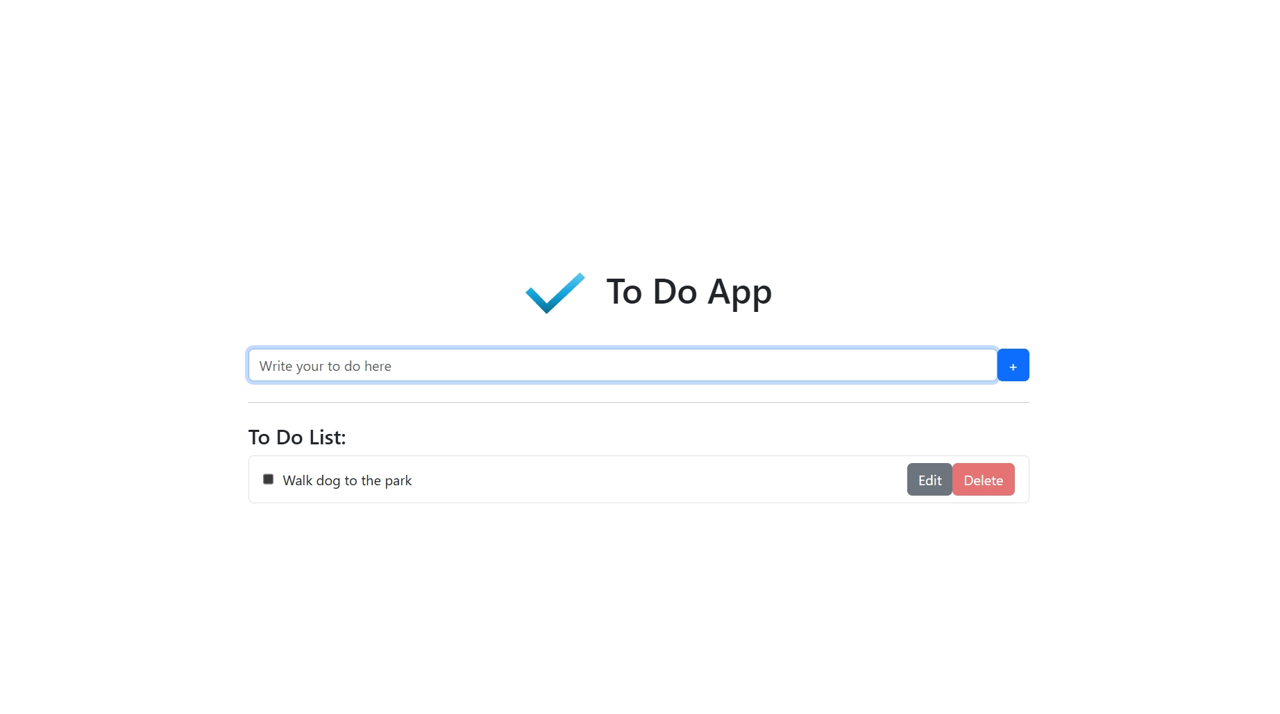 To Do App
Write your to do here
+
To Do List:
Walk dog to the park
Edit
Delete